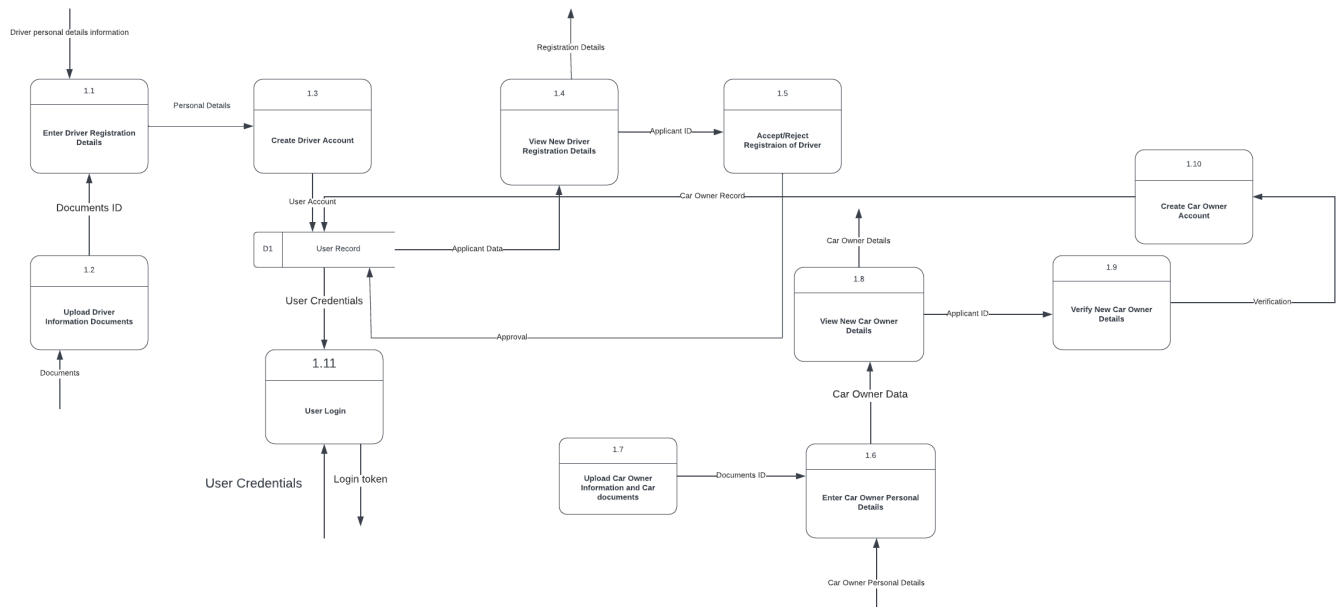 Driver personal details information
1.1
Enter Driver Registration
Details
Personal Details
1.3
Create Driver Account
Registration Details
1.4
View New Driver
Registration Details
Applicant ID
1.5
Accept/Reject
Registraion of Driver
1.10
Create Car Owner
Account
Documents ID
User Account
Car Owner Record
D1
User Record
Applicant Data
Car Owner Details
1.2
Upload Driver
Information Documents
User Credentials
1.8
View New Car Owner
Details
Applicant ID
1.9
Verify New Car Owner
Details
Verification
Approval
Documents
1.11
User Login
Car Owner Data
User Credentials
Login token
1.7
Upload Car Owner
Information and Car
documents
Documents ID
1.6
Enter Car Owner Personal
Details
Car Owner Personal Details